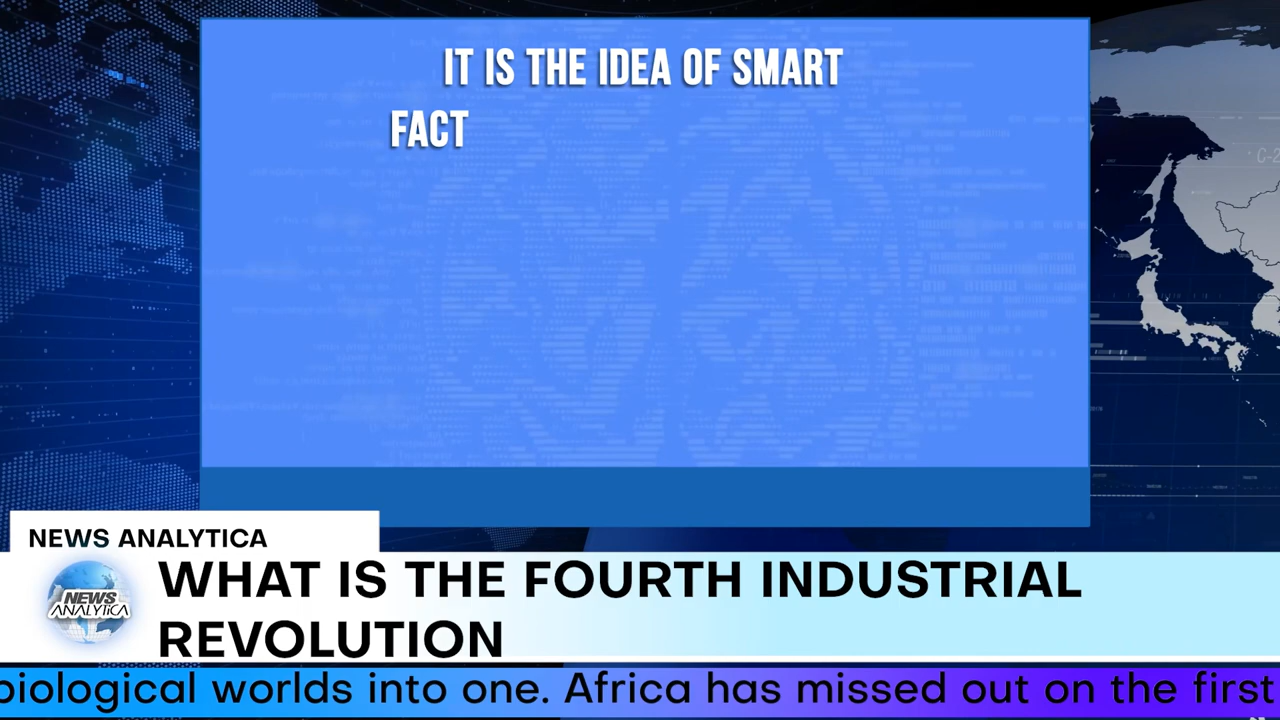 IT IS THE IDEA OF SMART
FACT
C-2
NEWS ANALYTICA
NEWS
ANALYTICA
WHAT IS THE FOURTH INDUSTRIAL
REVOLUTION
biological worlds into one. Africa has missed out on the first